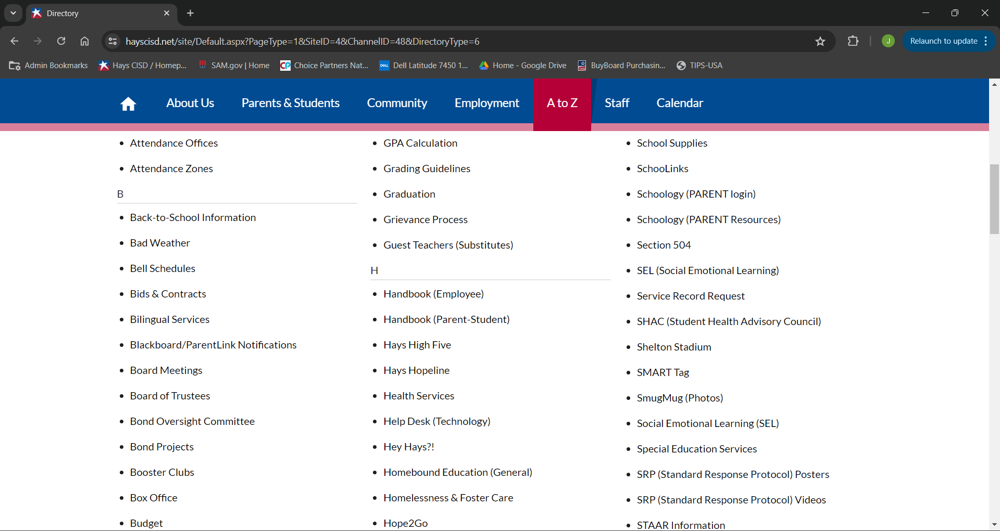 Directory
hayscisd.net/site/Default.aspx?PageType=1&SiteID=4&ChannelID=48&DirectoryType=6
J
Relaunch to update
Admin Bookmarks
Hays CISD / Homep...
SAM.gov | Home
CP
Choice Partners Nat...
DELL
Dell Latitude 7450 1...
Home - Google Drive
BuyBoard Purchasin...
TIPS-USA
About Us
Parents & Students
Community
Employment
A to Z
Staff
Calendar
Attendance Offices
Attendance Zones
B
Back-to-School Information
Bad Weather
Bell Schedules
Bids & Contracts
Bilingual Services
Blackboard/ParentLink Notifications
Board Meetings
Board of Trustees
Bond Oversight Committee
Bond Projects
Booster Clubs
Box Office
Budget
GPA Calculation
Grading Guidelines
Graduation
Grievance Process
Guest Teachers (Substitutes)
H
Handbook (Employee)
Handbook (Parent-Student)
Hays High Five
Hays Hopeline
Health Services
Help Desk (Technology)
Hey Hays?!
Homebound Education (General)
Homelessness & Foster Care
Hope2Go
School Supplies
SchooLinks
Schoology (PARENT login)
Schoology (PARENT Resources)
Section 504
SEL (Social Emotional Learning)
Service Record Request
SHAC (Student Health Advisory Council)
Shelton Stadium
SMART Tag
SmugMug (Photos)
Social Emotional Learning (SEL)
Special Education Services
SRP (Standard Response Protocol) Posters
SRP (Standard Response Protocol) Videos
STAAR Information